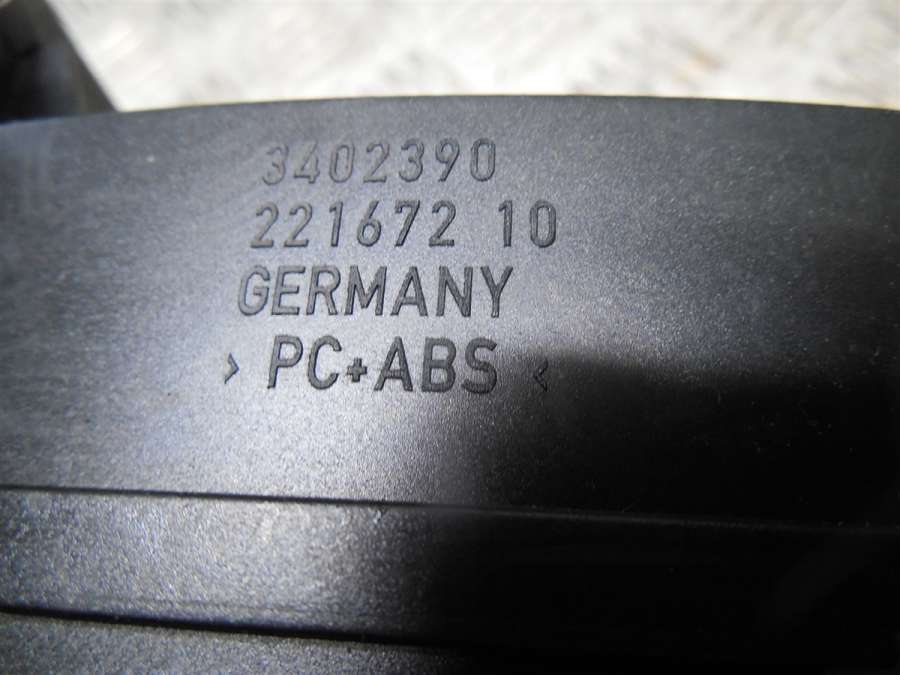 3402390
221672 10
GERMANY
> PC+ABS <